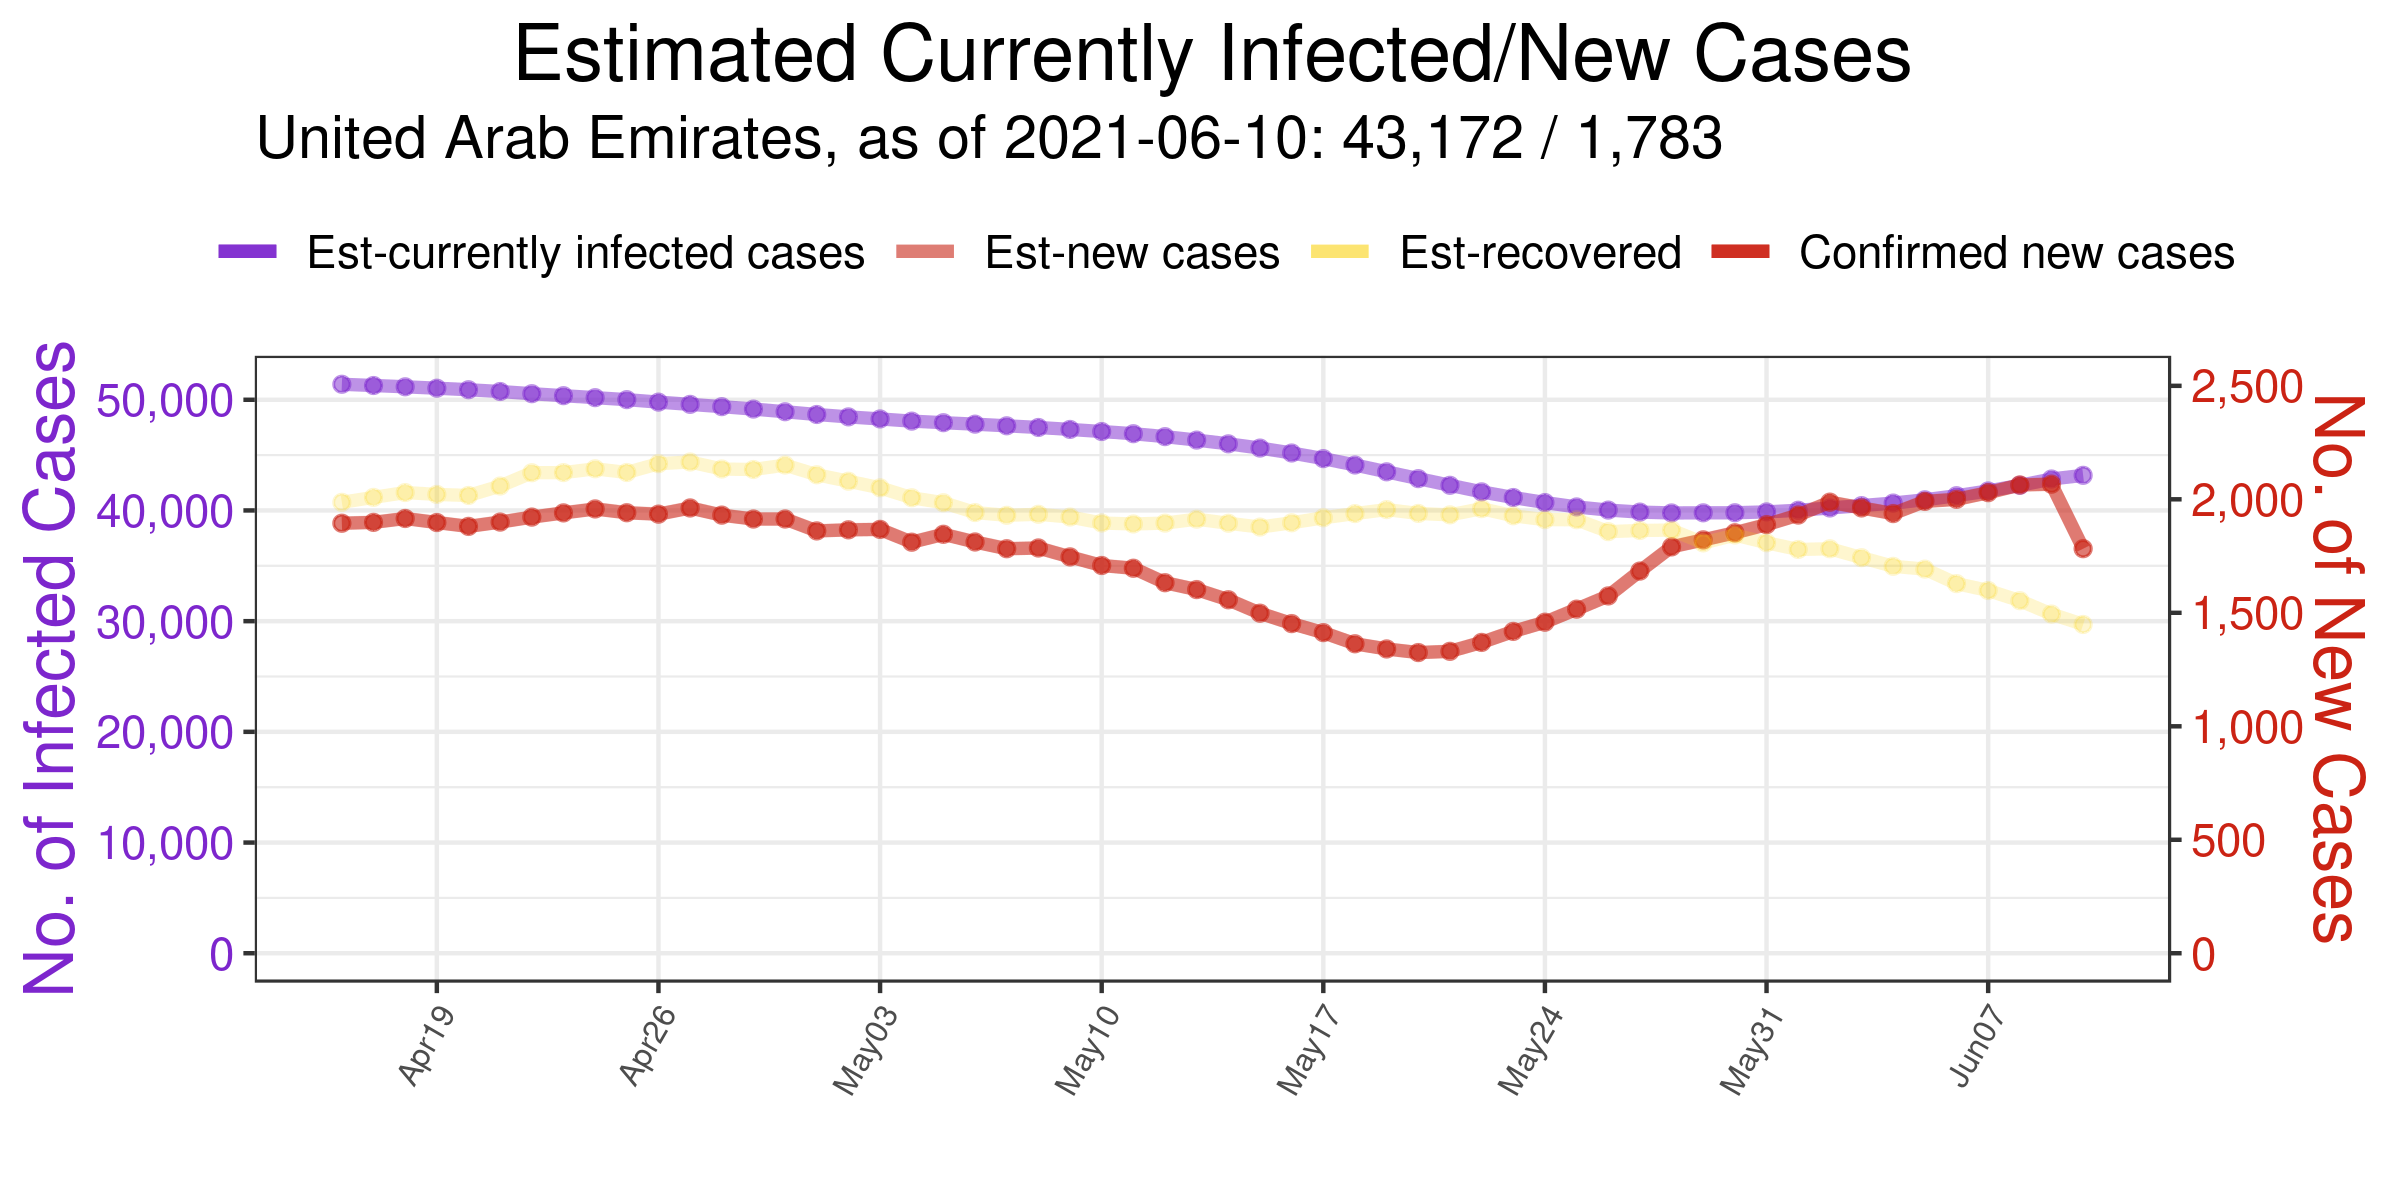 Estimated Currently Infected/New Cases
United Arab Emirates, as of 2021-06-10: 43,172 / 1,783
Est-currently infected cases Est-new cases Est-recovered Confirmed new cases
No. of Infected Cases
50,000
40,000
30,000
20,000
10,000
0
2,500
2,000
1,500
1,000
500
0
No. of New Cases
Apr19 Apr26 May03 May10 May17 May24 May31 Jun07